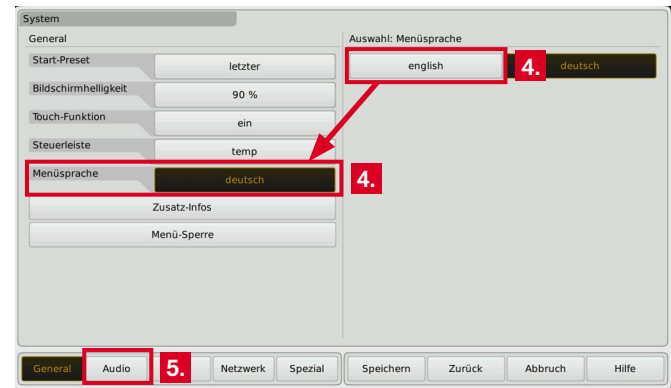 System
General
Start-Preset
letzter
Bildschirmhelligkeit
90 %
Touch-Funktion
ein
Steuerleiste
temp
Menüsprache
deutsch
4.
Zusatz-Infos
Menü-Sperre
Auswahl: Menüsprache
english
4.
deutsch
General
Audio
5.
Netzwerk
Spezial
Speichern
Zurück
Abbruch
Hilfe